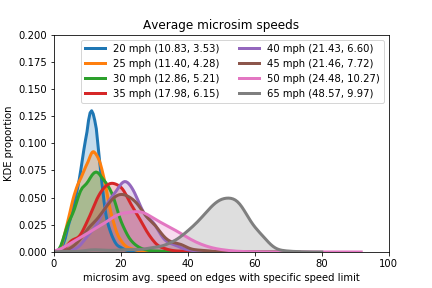 Average microsim speeds
0.200
0.175
0.150
0.125
0.100
0.075
0.050
0.025
0.000
KDE proportion
20 mph (10.83, 3.53)
25 mph (11.40, 4.28)
30 mph (12.86, 5.21)
35 mph (17.98, 6.15)
40 mph (21.43, 6.60)
45 mph (21.46, 7.72)
50 mph (24.48, 10.27)
65 mph (48.57, 9.97)
0 20 40 60 80 100
microsim avg. speed on edges with specific speed limit